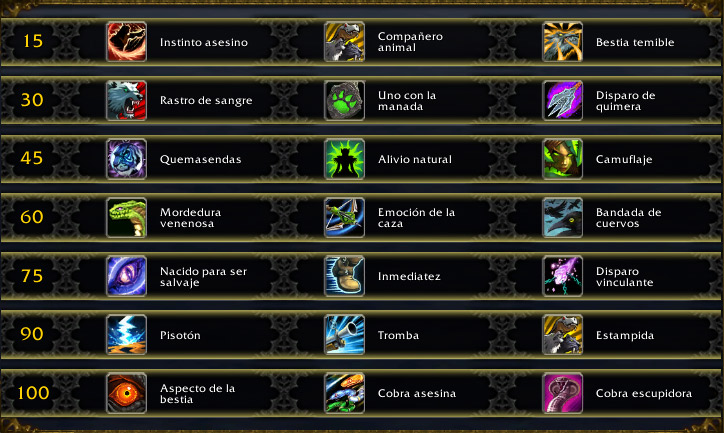 15
Instinto asesino
Compañero
animal
Bestia temible
30
Rastro de sangre
Uno con la
manada
Disparo de
quimera
45
Quemasendas
Alivio natural
Camuflaje
60
Mordedura
venenosa
Emoción de la
caza
Bandada de
cuervos
75
Nacido para ser
salvaje
Inmediatez
Disparo
vinculante
90
Pisotón
Tromba
Estampida
100
Aspecto de la
bestia
Cobra asesina
Cobra escupidora